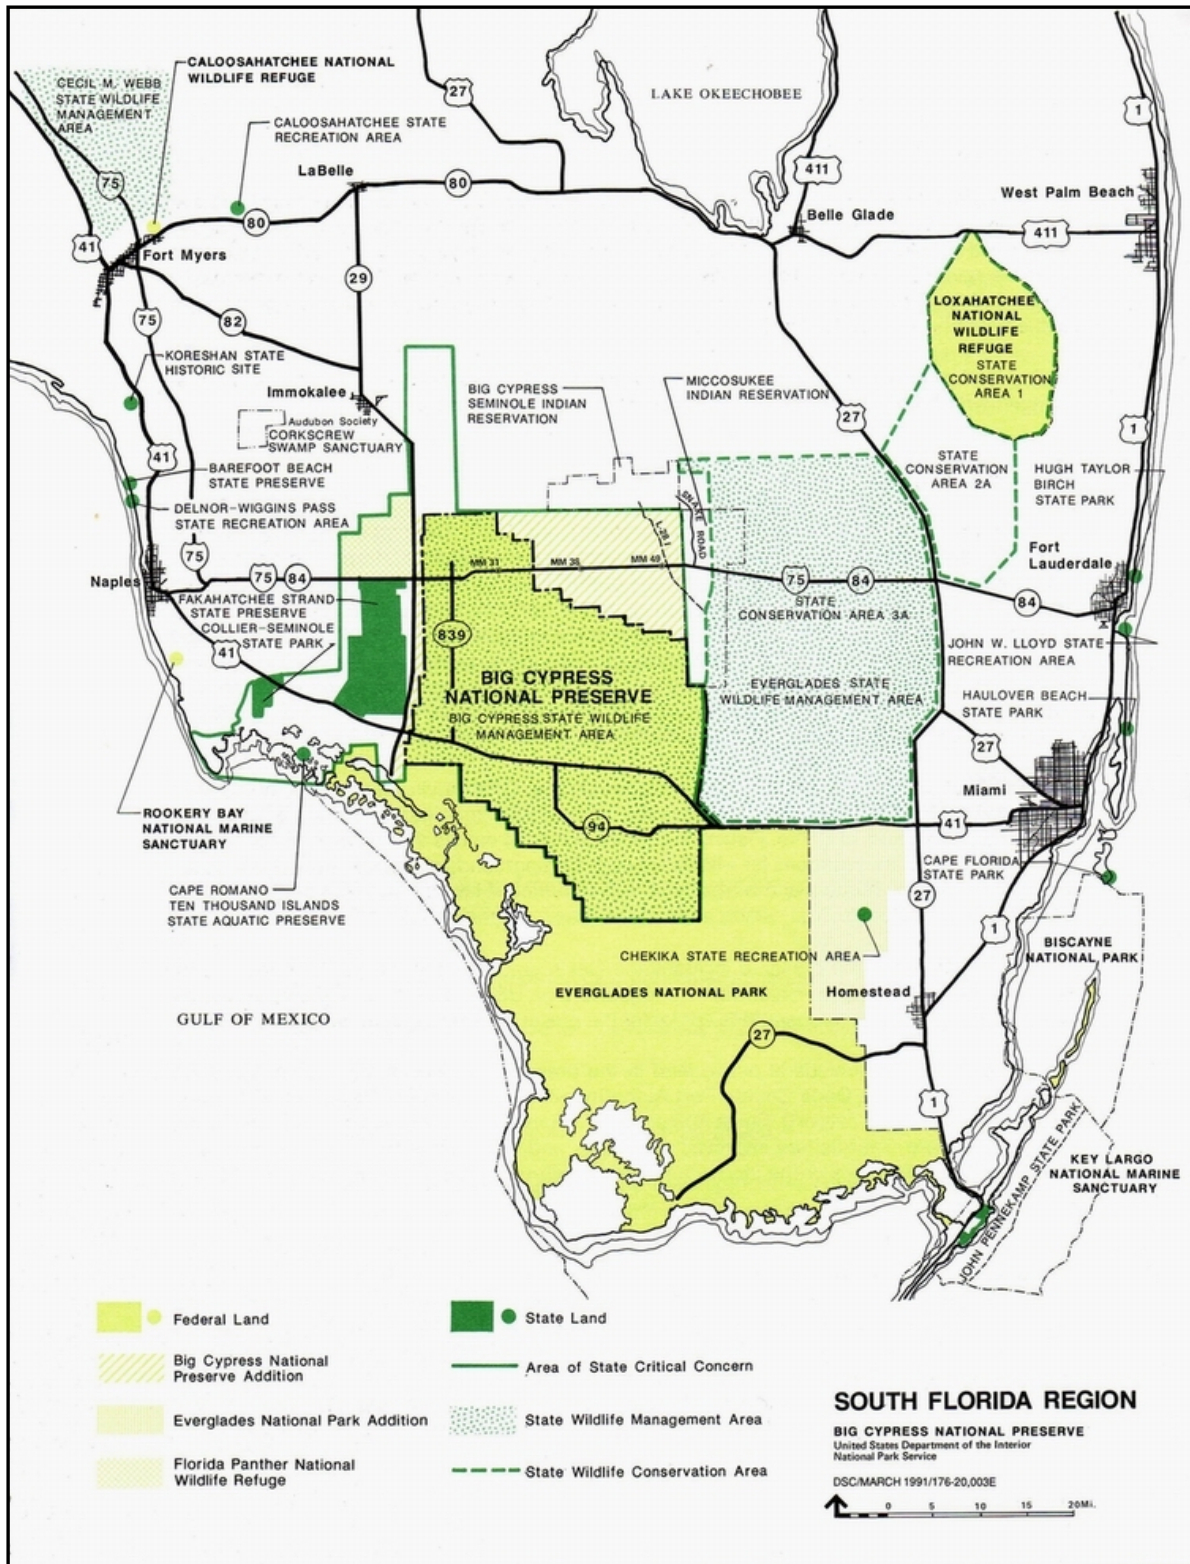 CALOOSAHATCHEE NATIONAL
WILDLIFE REFUGE
CECIL M. WEBB
STATE WILDLIFE
MANAGEMENT
AREA
27
LAKE OKEECHOBEE
1
CALOOSAHATCHEE STATE
RECREATION AREA
LaBelle
75
80
411
West Palm Beach
Belle Glade
80
41
Fort Myers
411
29
LOXAHATCHEE
NATIONAL
WILDLIFE
REFUGE
STATE
CONSERVATION
AREA 1
75
82
KORESHAN STATE
HISTORIC SITE
Immokalee
BIG CYPRESS
SEMINOLE INDIAN
RESERVATION
MICCOSUKEE
INDIAN RESERVATION
27
1
Audubon Society
CORKSCREW
SWAMP SANCTUARY
41
BAREFOOT BEACH
STATE PRESERVE
STATE
CONSERVATION
AREA 2A
HUGH TAYLOR
BIRCH
STATE PARK
DELNOR-WIGGINS PASS
STATE RECREATION AREA
SNAKE ROAD
L-28 I
75
Fort
Lauderdale
Naples
75
84
MM 31
MM 38
MM 49
75
84
84
FAKAHATCHEE STRAND
STATE PRESERVE
COLLIER-SEMINOLE
STATE PARK
STATE
CONSERVATION AREA 3A
839
41
JOHN W. LLOYD STATE
RECREATION AREA
BIG CYPRESS
NATIONAL PRESERVE
BIG CYPRESS STATE WILDLIFE
MANAGEMENT AREA
EVERGLADES STATE
WILDLIFE MANAGEMENT AREA
HAULOVER BEACH
STATE PARK
27
Miami
ROOKERY BAY
NATIONAL MARINE
SANCTUARY
94
41
CAPE FLORIDA
STATE PARK
CAPE ROMANO
TEN THOUSAND ISLANDS
STATE AQUATIC PRESERVE
27
1
CHEKIKA STATE RECREATION AREA
BISCAYNE
NATIONAL PARK
EVERGLADES NATIONAL PARK
Homestead
GULF OF MEXICO
27
1
JOHN PENNEKAMP STATE PARK
KEY LARGO
NATIONAL MARINE
SANCTUARY
Federal Land
State Land
Big Cypress National
Preserve Addition
Area of State Critical Concern
Everglades National Park Addition
State Wildlife Management Area
Florida Panther National
Wildlife Refuge
State Wildlife Conservation Area
SOUTH FLORIDA REGION
BIG CYPRESS NATIONAL PRESERVE
United States Department of the Interior
National Park Service
DSC/MARCH 1991/176-20,003E
0 5 10 15 20Mi.